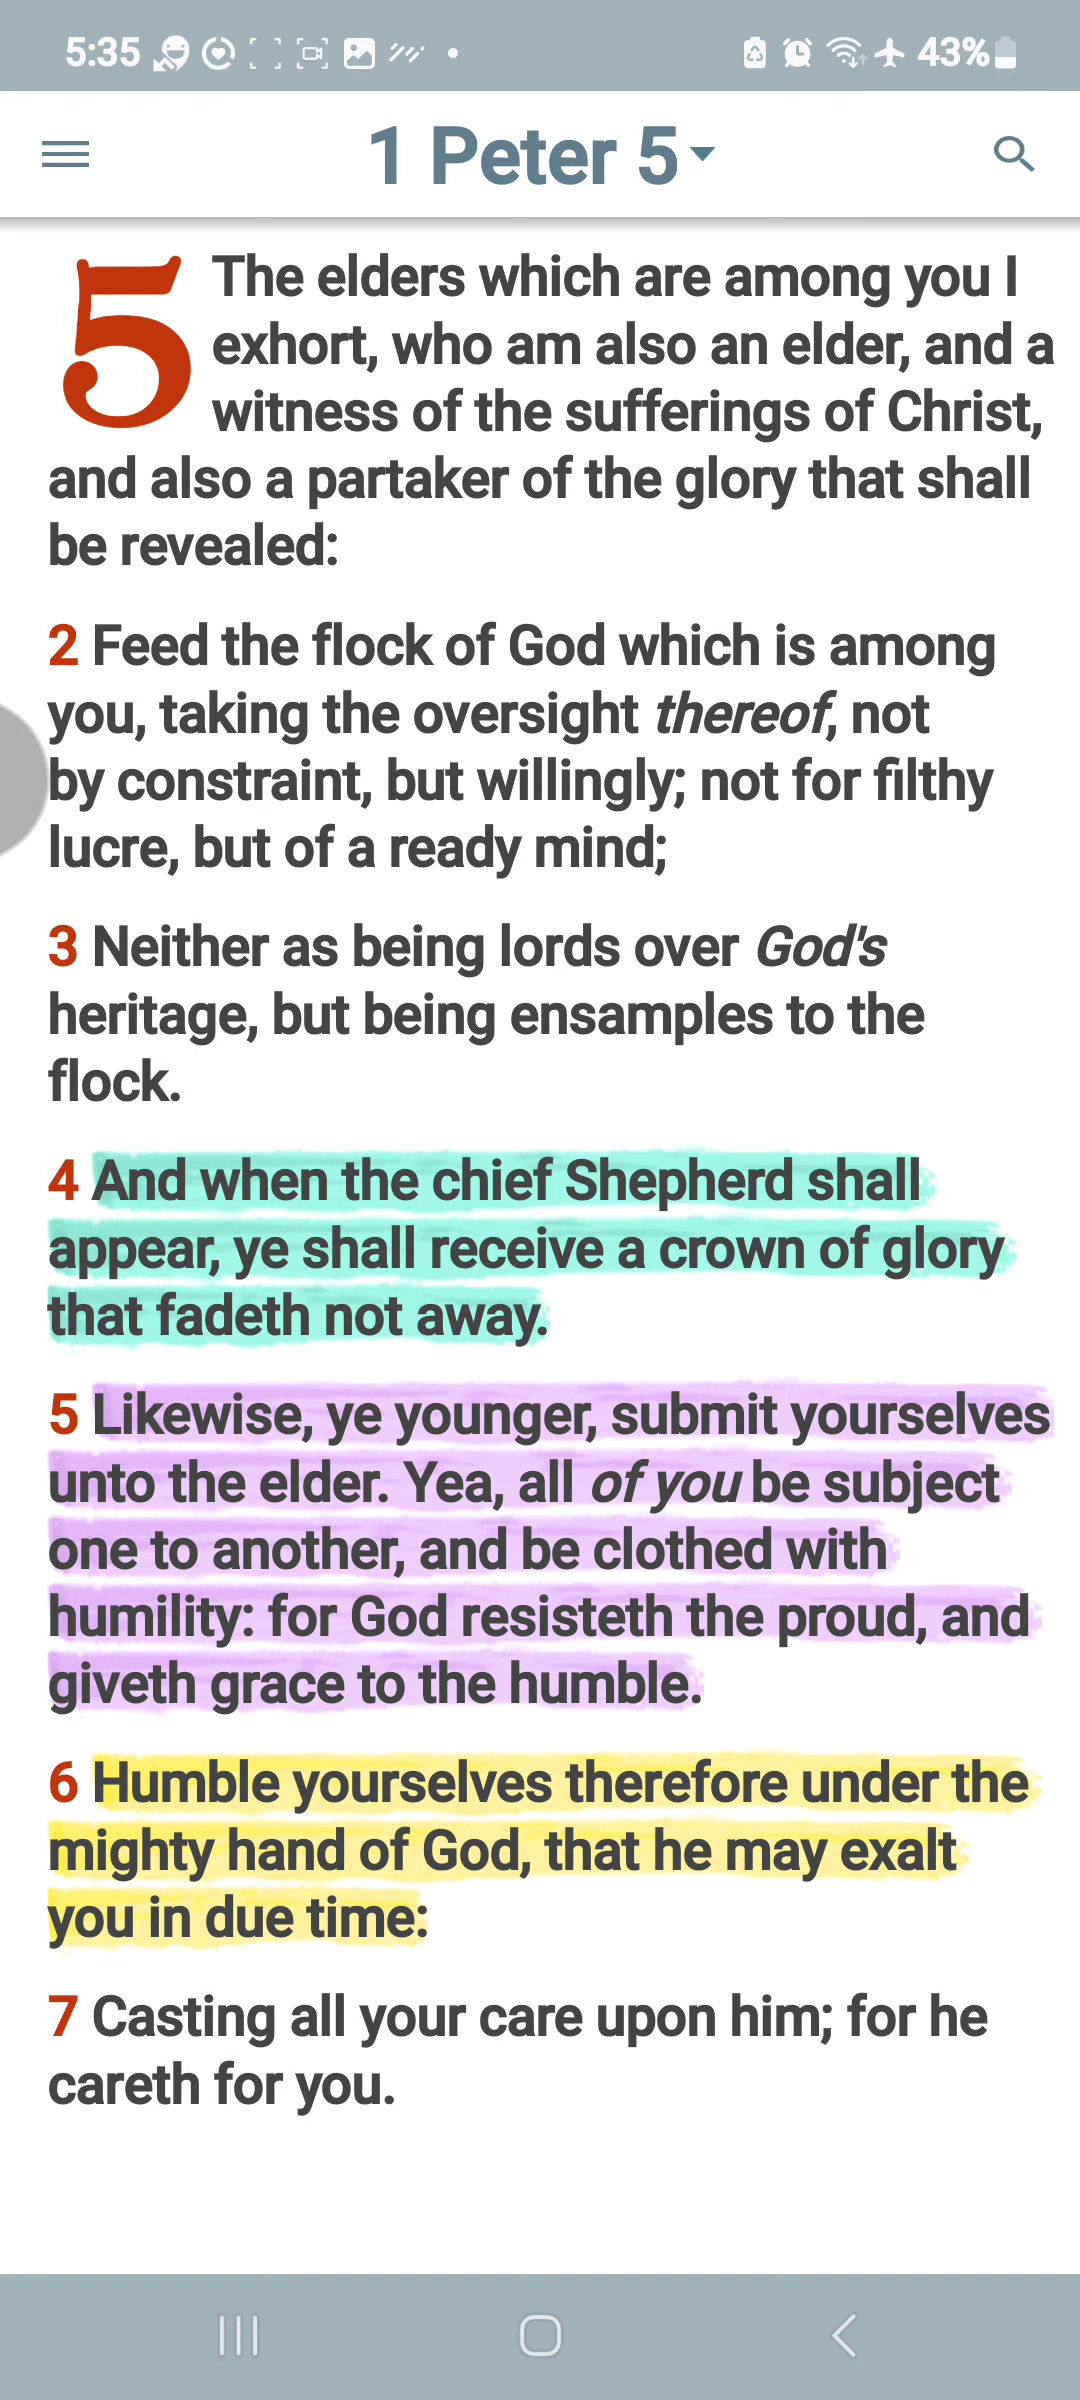 5:35
43%
1 Peter 5
5 The elders which are among you I
exhort, who am also an elder, and a
witness of the sufferings of Christ,
and also a partaker of the glory that shall
be revealed:
2 Feed the flock of God which is among
you, taking the oversight thereof, not
by constraint, but willingly; not for filthy
lucre, but of a ready mind;
3 Neither as being lords over God's
heritage, but being ensamples to the
flock.
4 And when the chief Shepherd shall
appear, ye shall receive a crown of glory
that fadeth not away.
5 Likewise, ye younger, submit yourselves
unto the elder. Yea, all of you be subject
one to another, and be clothed with
humility: for God resisteth the proud, and
giveth grace to the humble.
6 Humble yourselves therefore under the
mighty hand of God, that he may exalt
you in due time:
7 Casting all your care upon him; for he
careth for you.